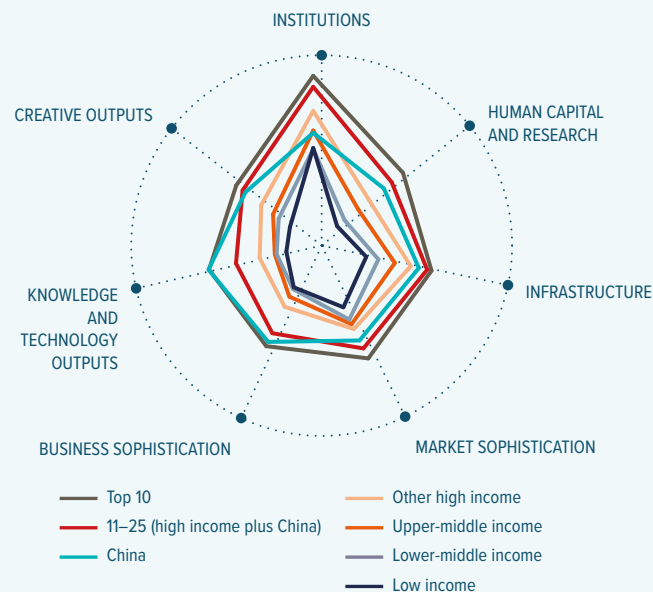 INSTITUTIONS
CREATIVE OUTPUTS
HUMAN CAPITAL
AND RESEARCH
KNOWLEDGE
AND
TECHNOLOGY
OUTPUTS
INFRASTRUCTURE
BUSINESS SOPHISTICATION
MARKET SOPHISTICATION
Top 10
11–25 (high income plus China)
China
Other high income
Upper-middle income
Lower-middle income
Low income